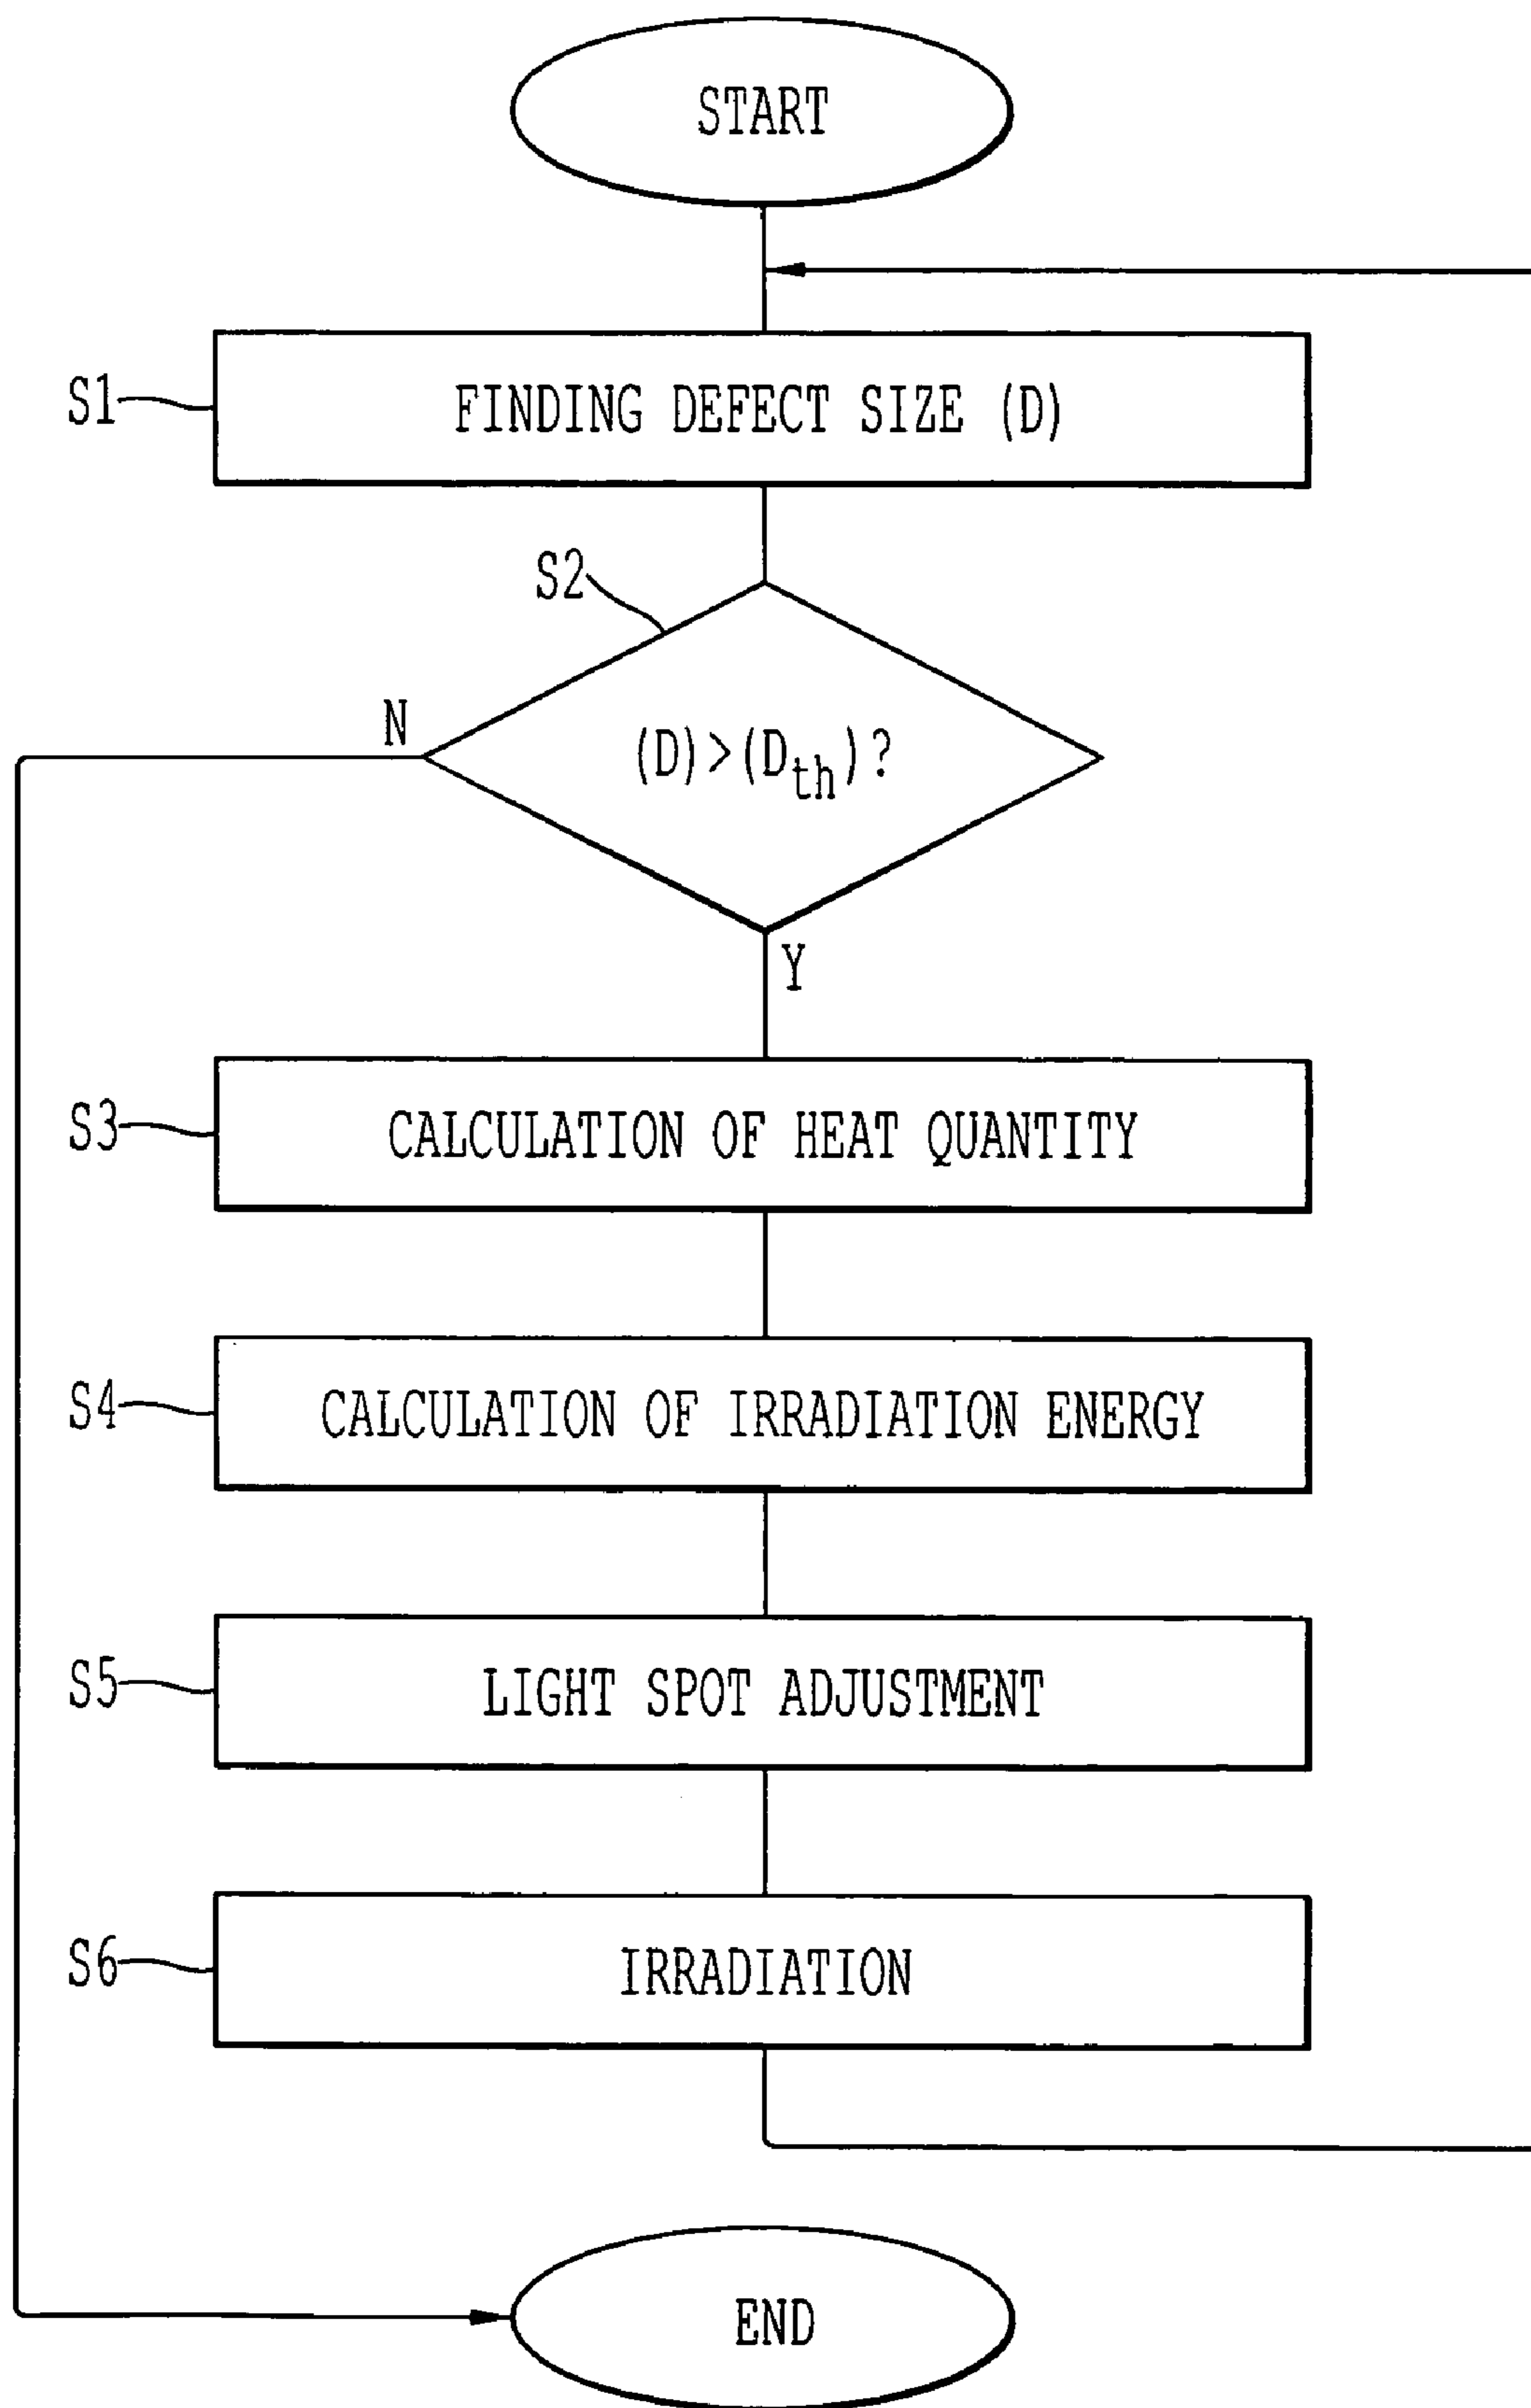 START
S1
FINDING DEFECT SIZE (D)
S2
N
(D)>(Dth)?
Y
S3
CALCULATION OF HEAT QUANTITY
S4
CALCULATION OF IRRADIATION ENERGY
S5
LIGHT SPOT ADJUSTMENT
S6
IRRADIATION
END